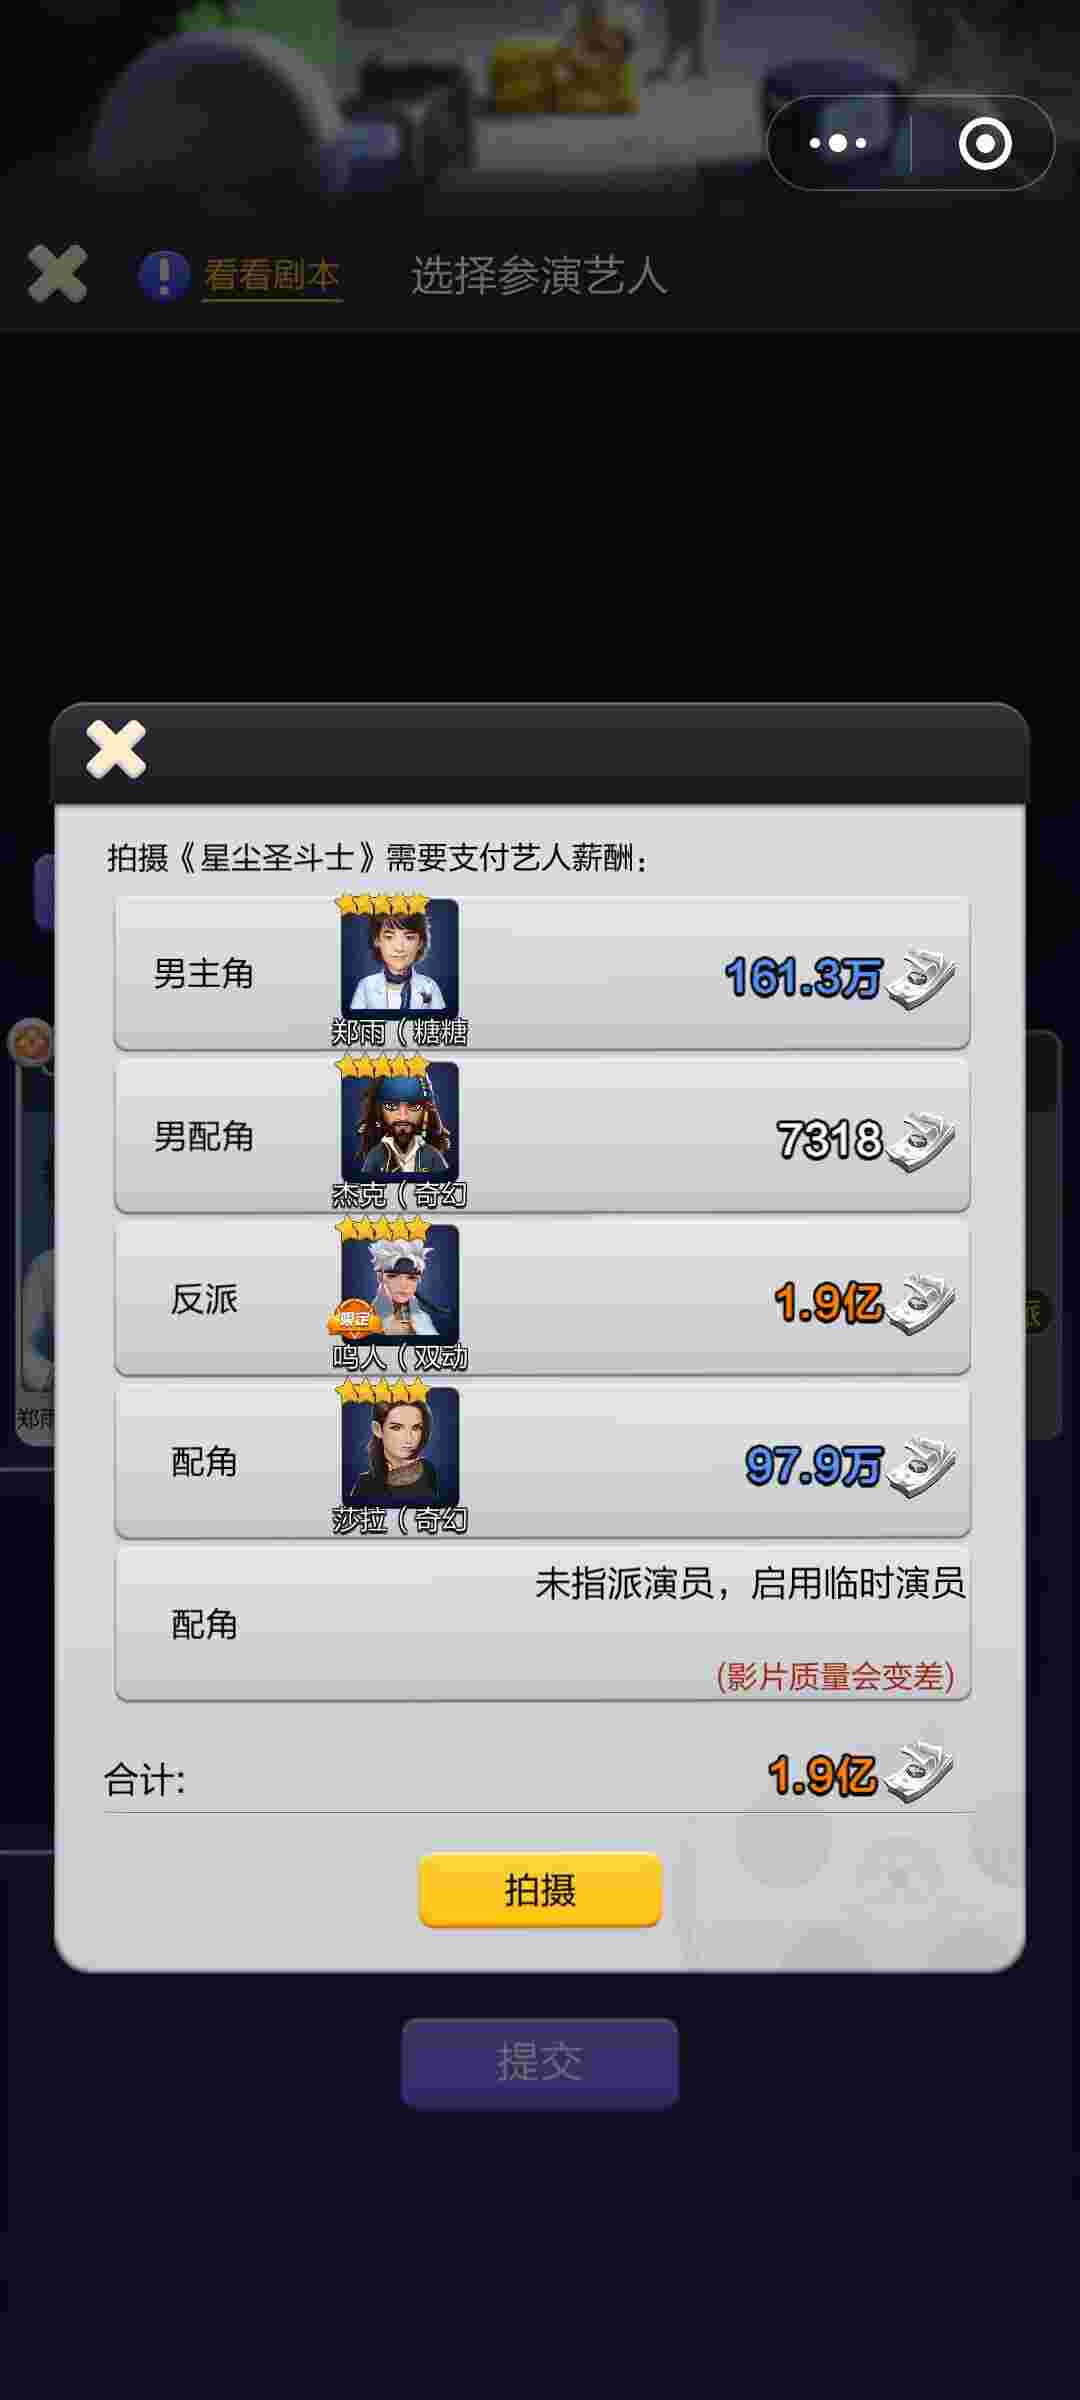 看看剧本
选择参演艺人
拍摄《星尘圣斗士》需要支付艺人薪酬：
男主角
161.3万
郑雨（糖糖
男配角
7318
杰克（奇幻
反派
限定
1.9亿
鸣人（双动
配角
97.9万
莎拉（奇幻
配角
未指派演员，启用临时演员
(影片质量会变差)
郑雨
派
合计：
1.9亿
拍摄
提交